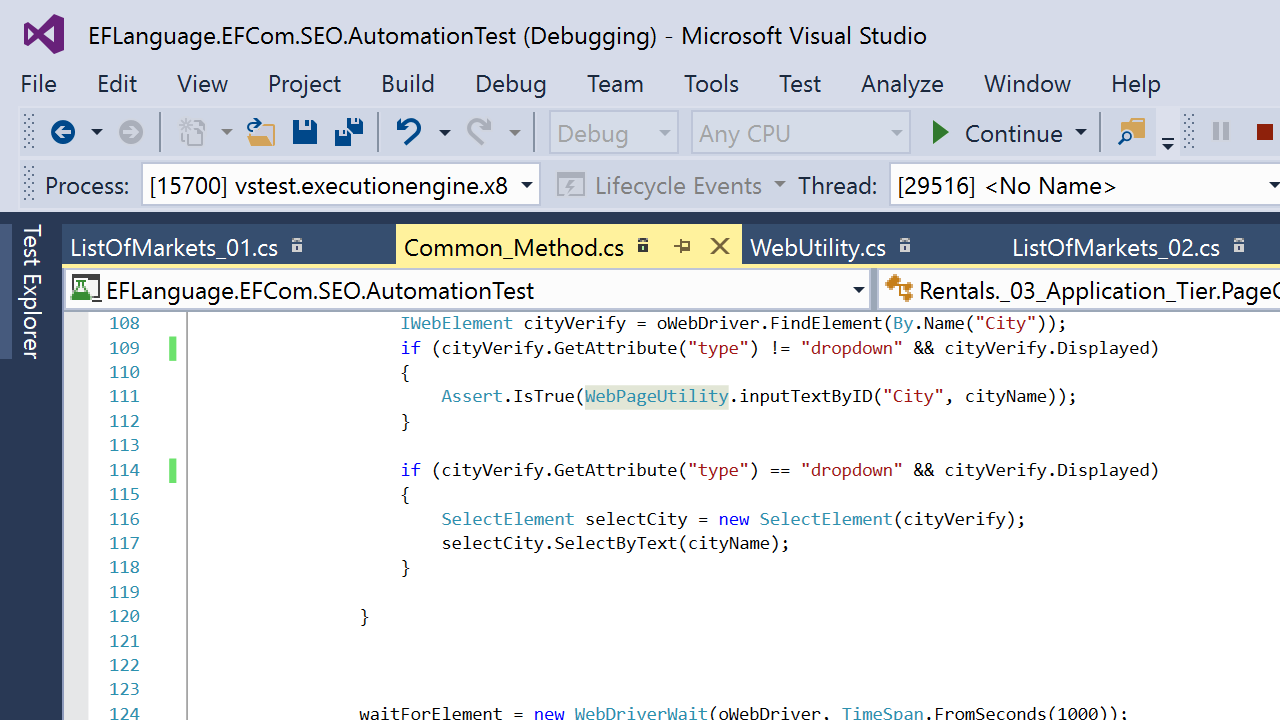 EFLanguage.EFCom.SEO.AutomationTest (Debugging) - Microsoft Visual Studio
File Edit View Project Build Debug Team Tools Test Analyze Window Help
Debug Any CPU Continue
Process: [15700] vstest.executionengine.x8 Lifecycle Events Thread: [29516] <No Name>
Test Explorer
ListOfMarkets_01.cs Common_Method.cs WebUtility.cs ListOfMarkets_02.cs
EFLanguage.EFCom.SEO.AutomationTest Rentals._03_Application_Tier.PageC
108 IWebElement cityVerify = oWebDriver.FindElement(By.Name("City"));
109 if (cityVerify.GetAttribute("type") != "dropdown" && cityVerify.Displayed)
110 {
111 Assert.IsTrue(WebPageUtility.inputTextByID("City", cityName));
112 }
113
114 if (cityVerify.GetAttribute("type") == "dropdown" && cityVerify.Displayed)
115 {
116 SelectElement selectCity = new SelectElement(cityVerify);
117 selectCity.SelectByText(cityName);
118 }
119
120 }
121
122
123
124 waitForElement = new WebDriverWait(oWebDriver, TimeSpan.FromSeconds(1000));